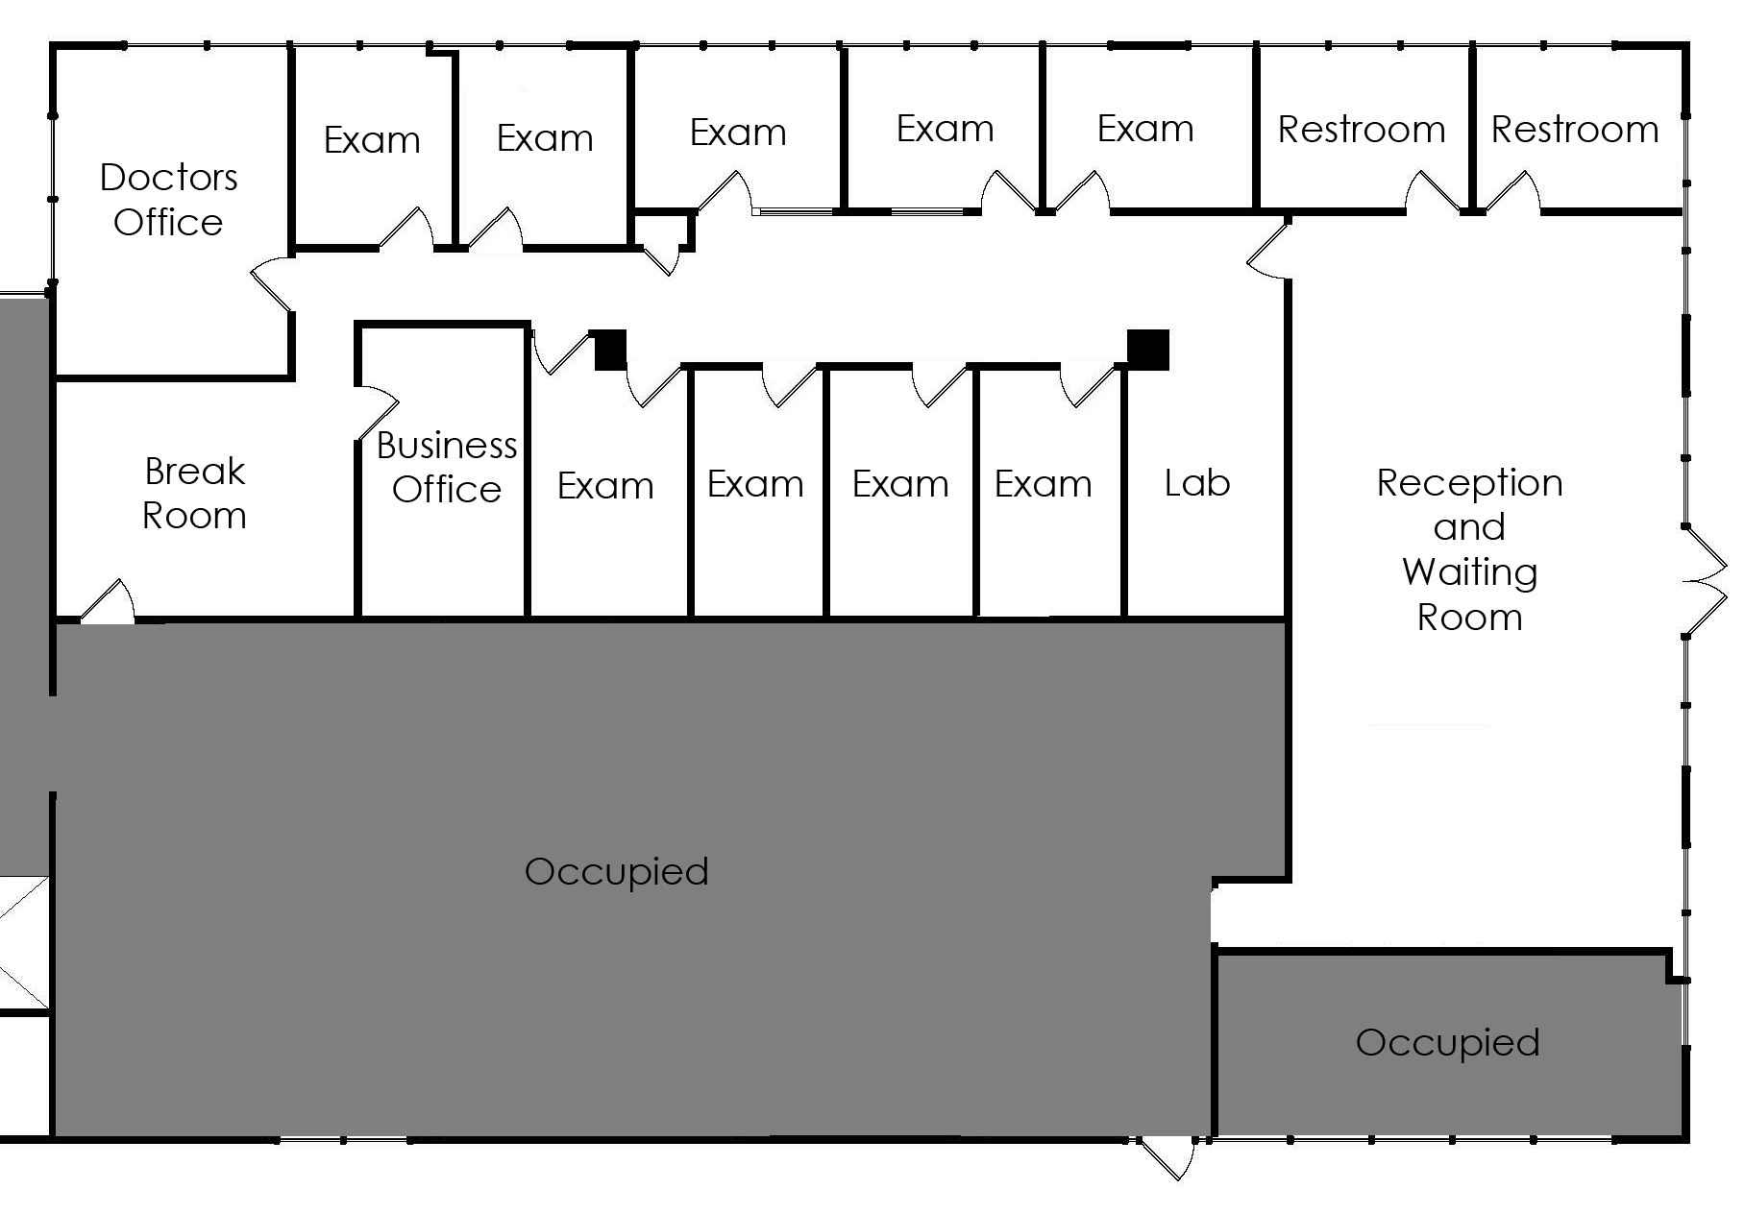 Doctors
Office
Exam
Exam
Exam
Exam
Exam
Restroom
Restroom
Break
Room
Business
Office
Exam
Exam
Exam
Exam
Lab
Reception
and
Waiting
Room
Occupied
Occupied